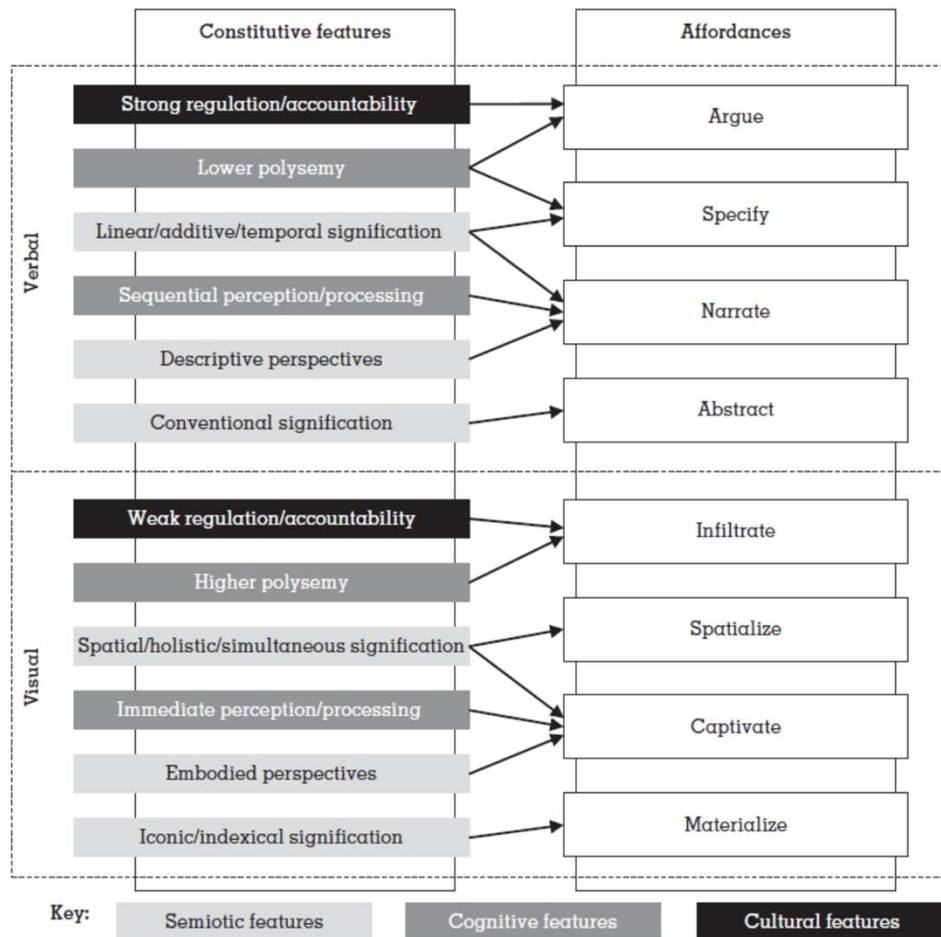 Constitutive features
Affordances
Verbal
Strong regulation/accountability
Lower polysemy
Linear/additive/temporal signification
Sequential perception/processing
Descriptive perspectives
Conventional signification
Argue
Specify
Narrate
Abstract
Visual
Weak regulation/accountability
Higher polysemy
Spatial/holistic/simultaneous signification
Immediate perception/processing
Embodied perspectives
Iconic/indexical signification
Infiltrate
Spatialize
Captivate
Materialize
Key:
Semiotic features
Cognitive features
Cultural features